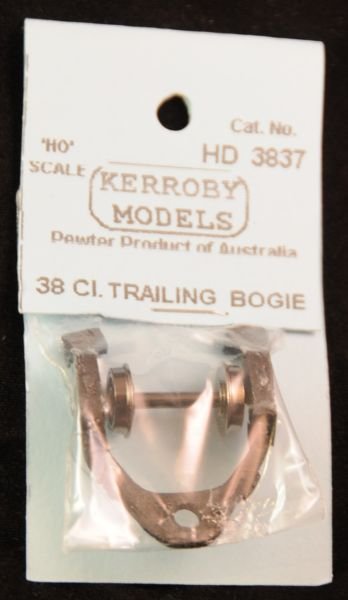 Cat. No.
'HO' HD 3837
SCALE
KERROBY
MODELS
Pewter Product of Australia
38 Cl. TRAILING BOGIE